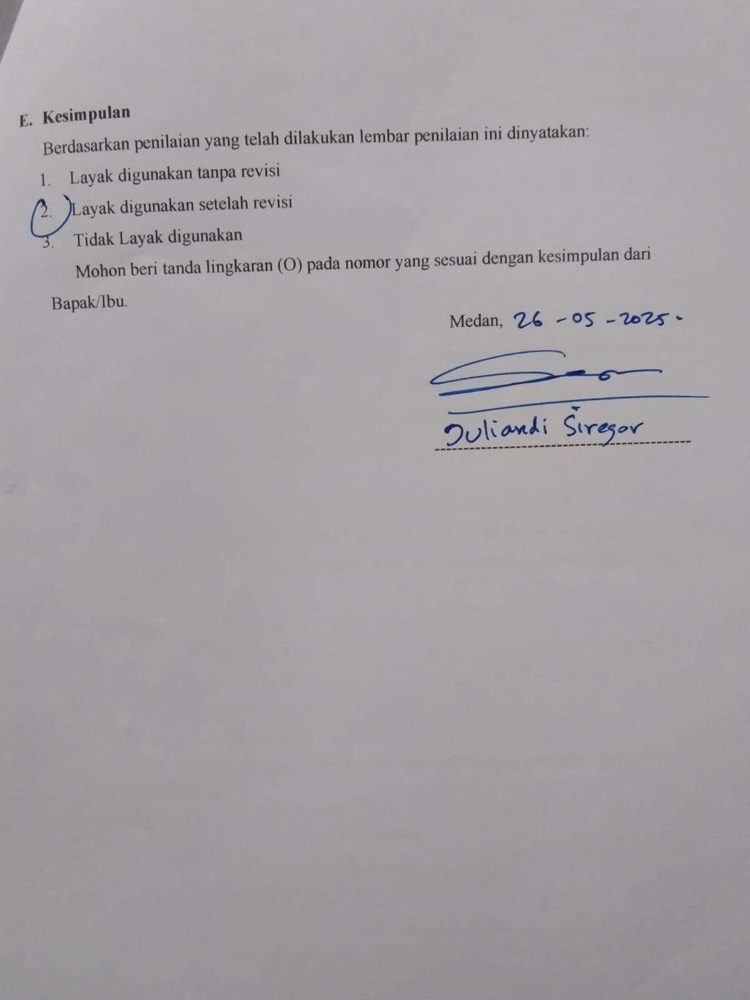 E. Kesimpulan
Berdasarkan penilaian yang telah dilakukan lembar penilaian ini dinyatakan:
1. Layak digunakan tanpa revisi
2. Layak digunakan setelah revisi
3. Tidak Layak digunakan
Mohon beri tanda lingkaran (O) pada nomor yang sesuai dengan kesimpulan dari
Bapak/Ibu.
Medan, 26-05-2025.
Juliandi Siregar